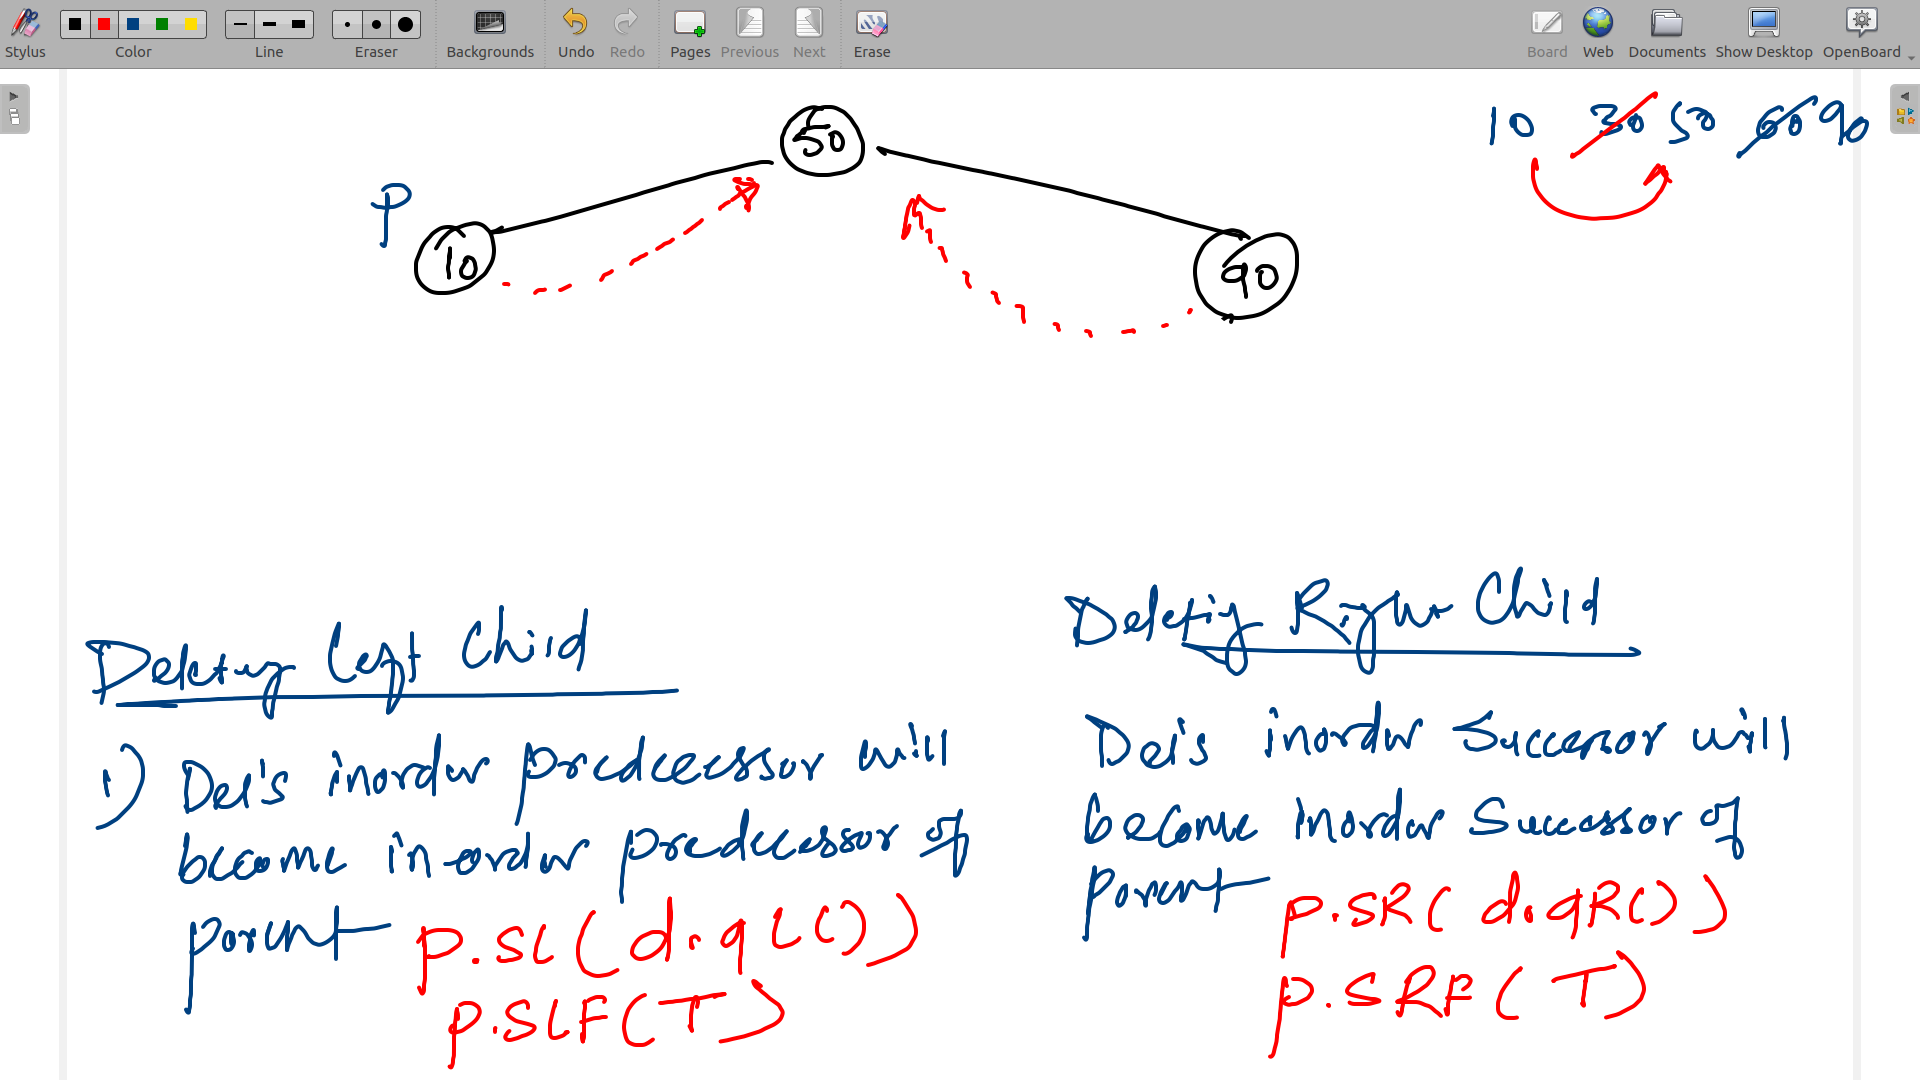 Stylus Color Line Eraser Backgrounds Undo Redo Pages Previous Next Erase Board Web Documents Show Desktop OpenBoard
50
10 30 50 60 90
P
10
90
Deleting Left Child
Deletig Right Child
1) Del's inorder predecessor will
become inorder predecessor of
parent p.SL(d.gL())
p.SLF(T)
Del's inorder Successor will
become inorder Successor of
Parent p.SR(d.gR())
p.SRF(T)